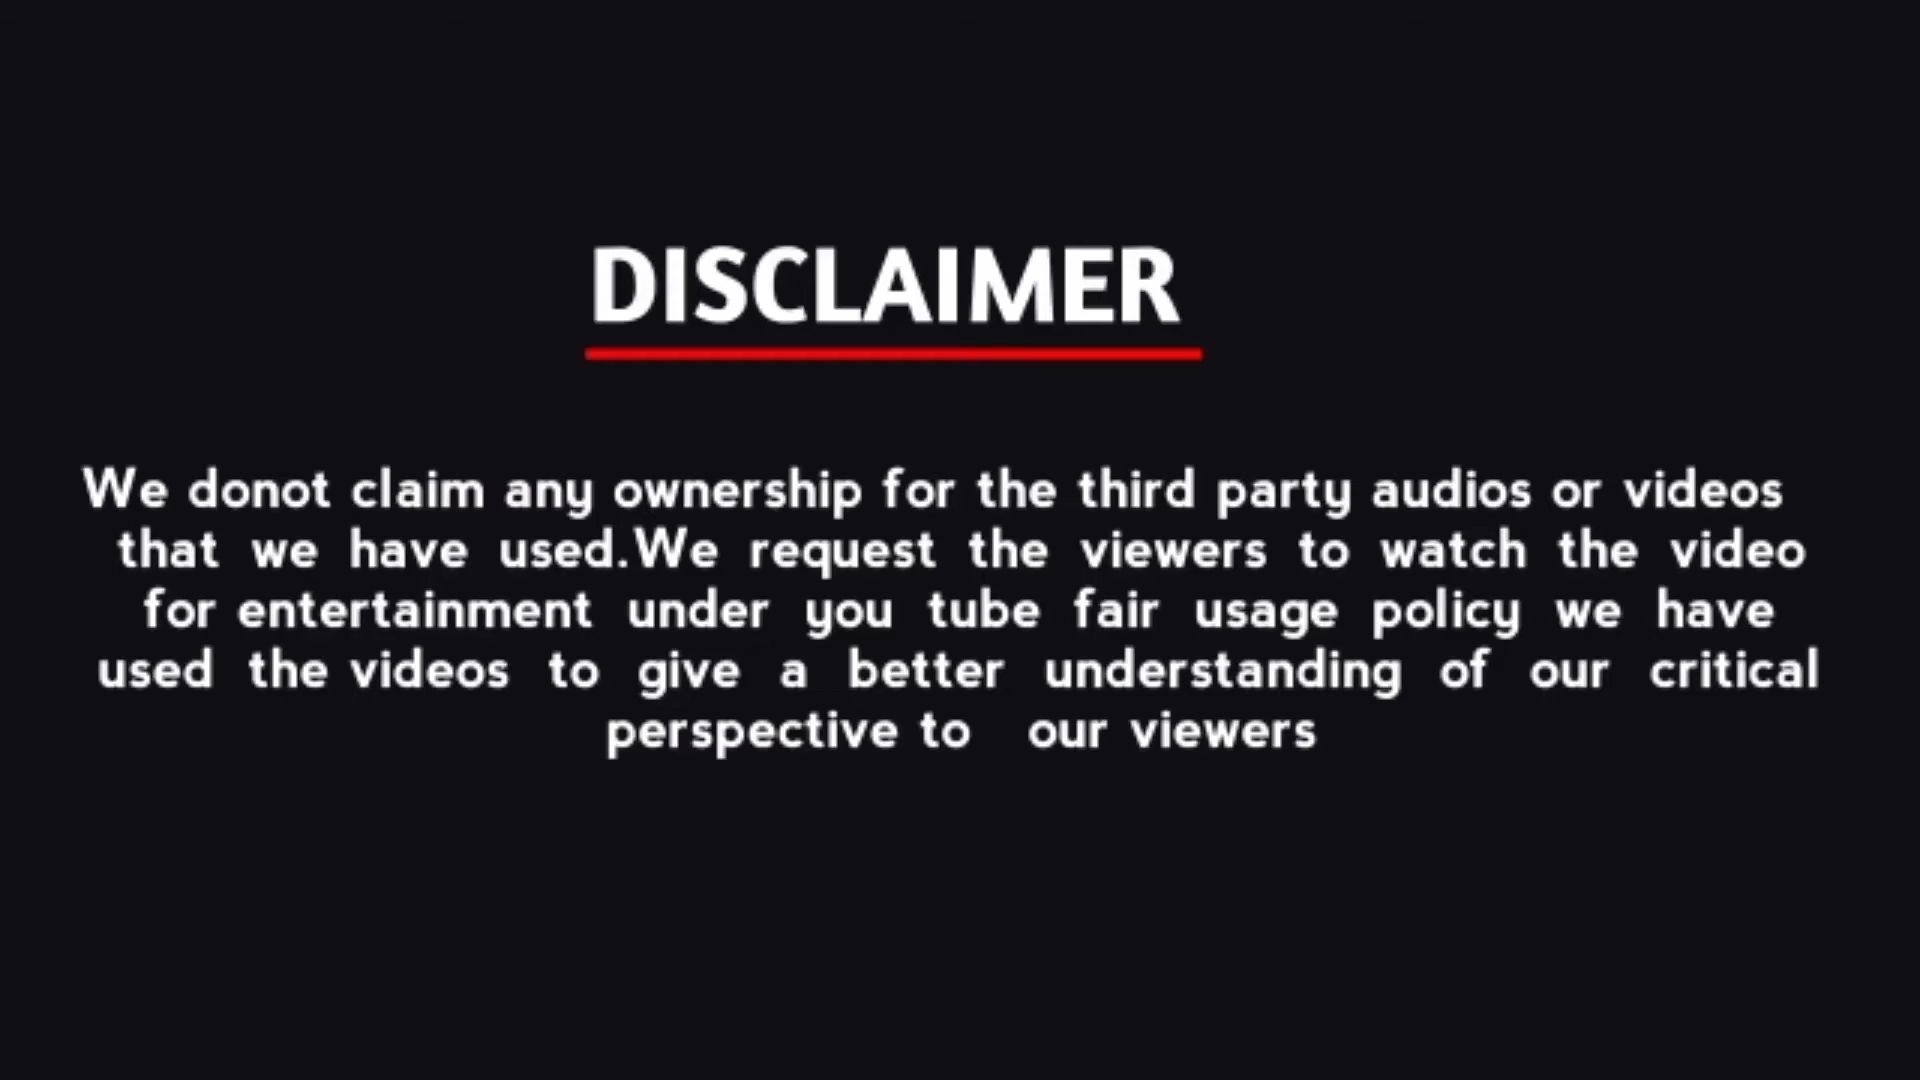 DISCLAIMER
We donot claim any ownership for the third party audios or videos
that we have used.We request the viewers to watch the video
for entertainment under you tube fair usage policy we have
used the videos to give a better understanding of our critical
perspective to our viewers